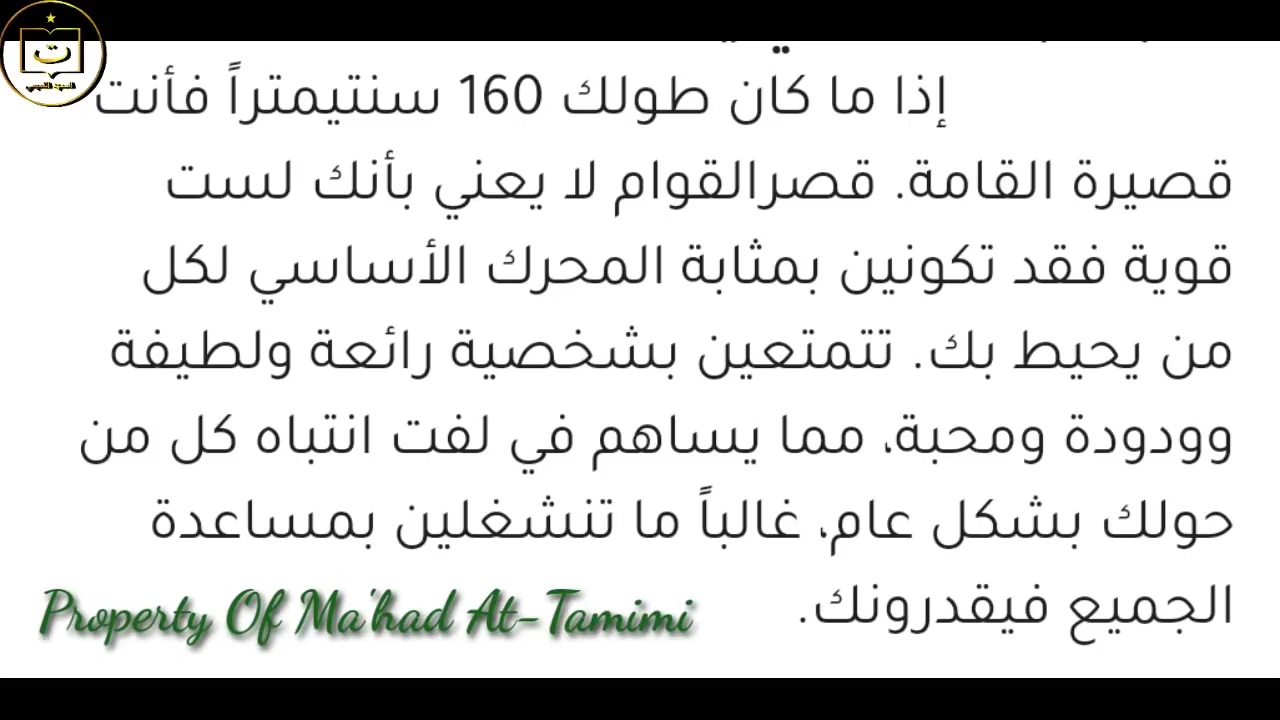 إذا ما كان طولك 160 سنتيمتراً فأنت
قصيرة القامة. قصرالقوام لا يعني بأنك لست
قوية فقد تكونين بمثابة المحرك الأساسي لكل
من يحيط بك. تتمتعين بشخصية رائعة ولطيفة
وودودة ومحبة، مما يساهم في لفت انتباه كل من
حولك بشكل عام، غالباً ما تنشغلين بمساعدة
الجميع فيقدرونك.
Property Of Ma'had At-Tamimi
ت
المعهد التميمي